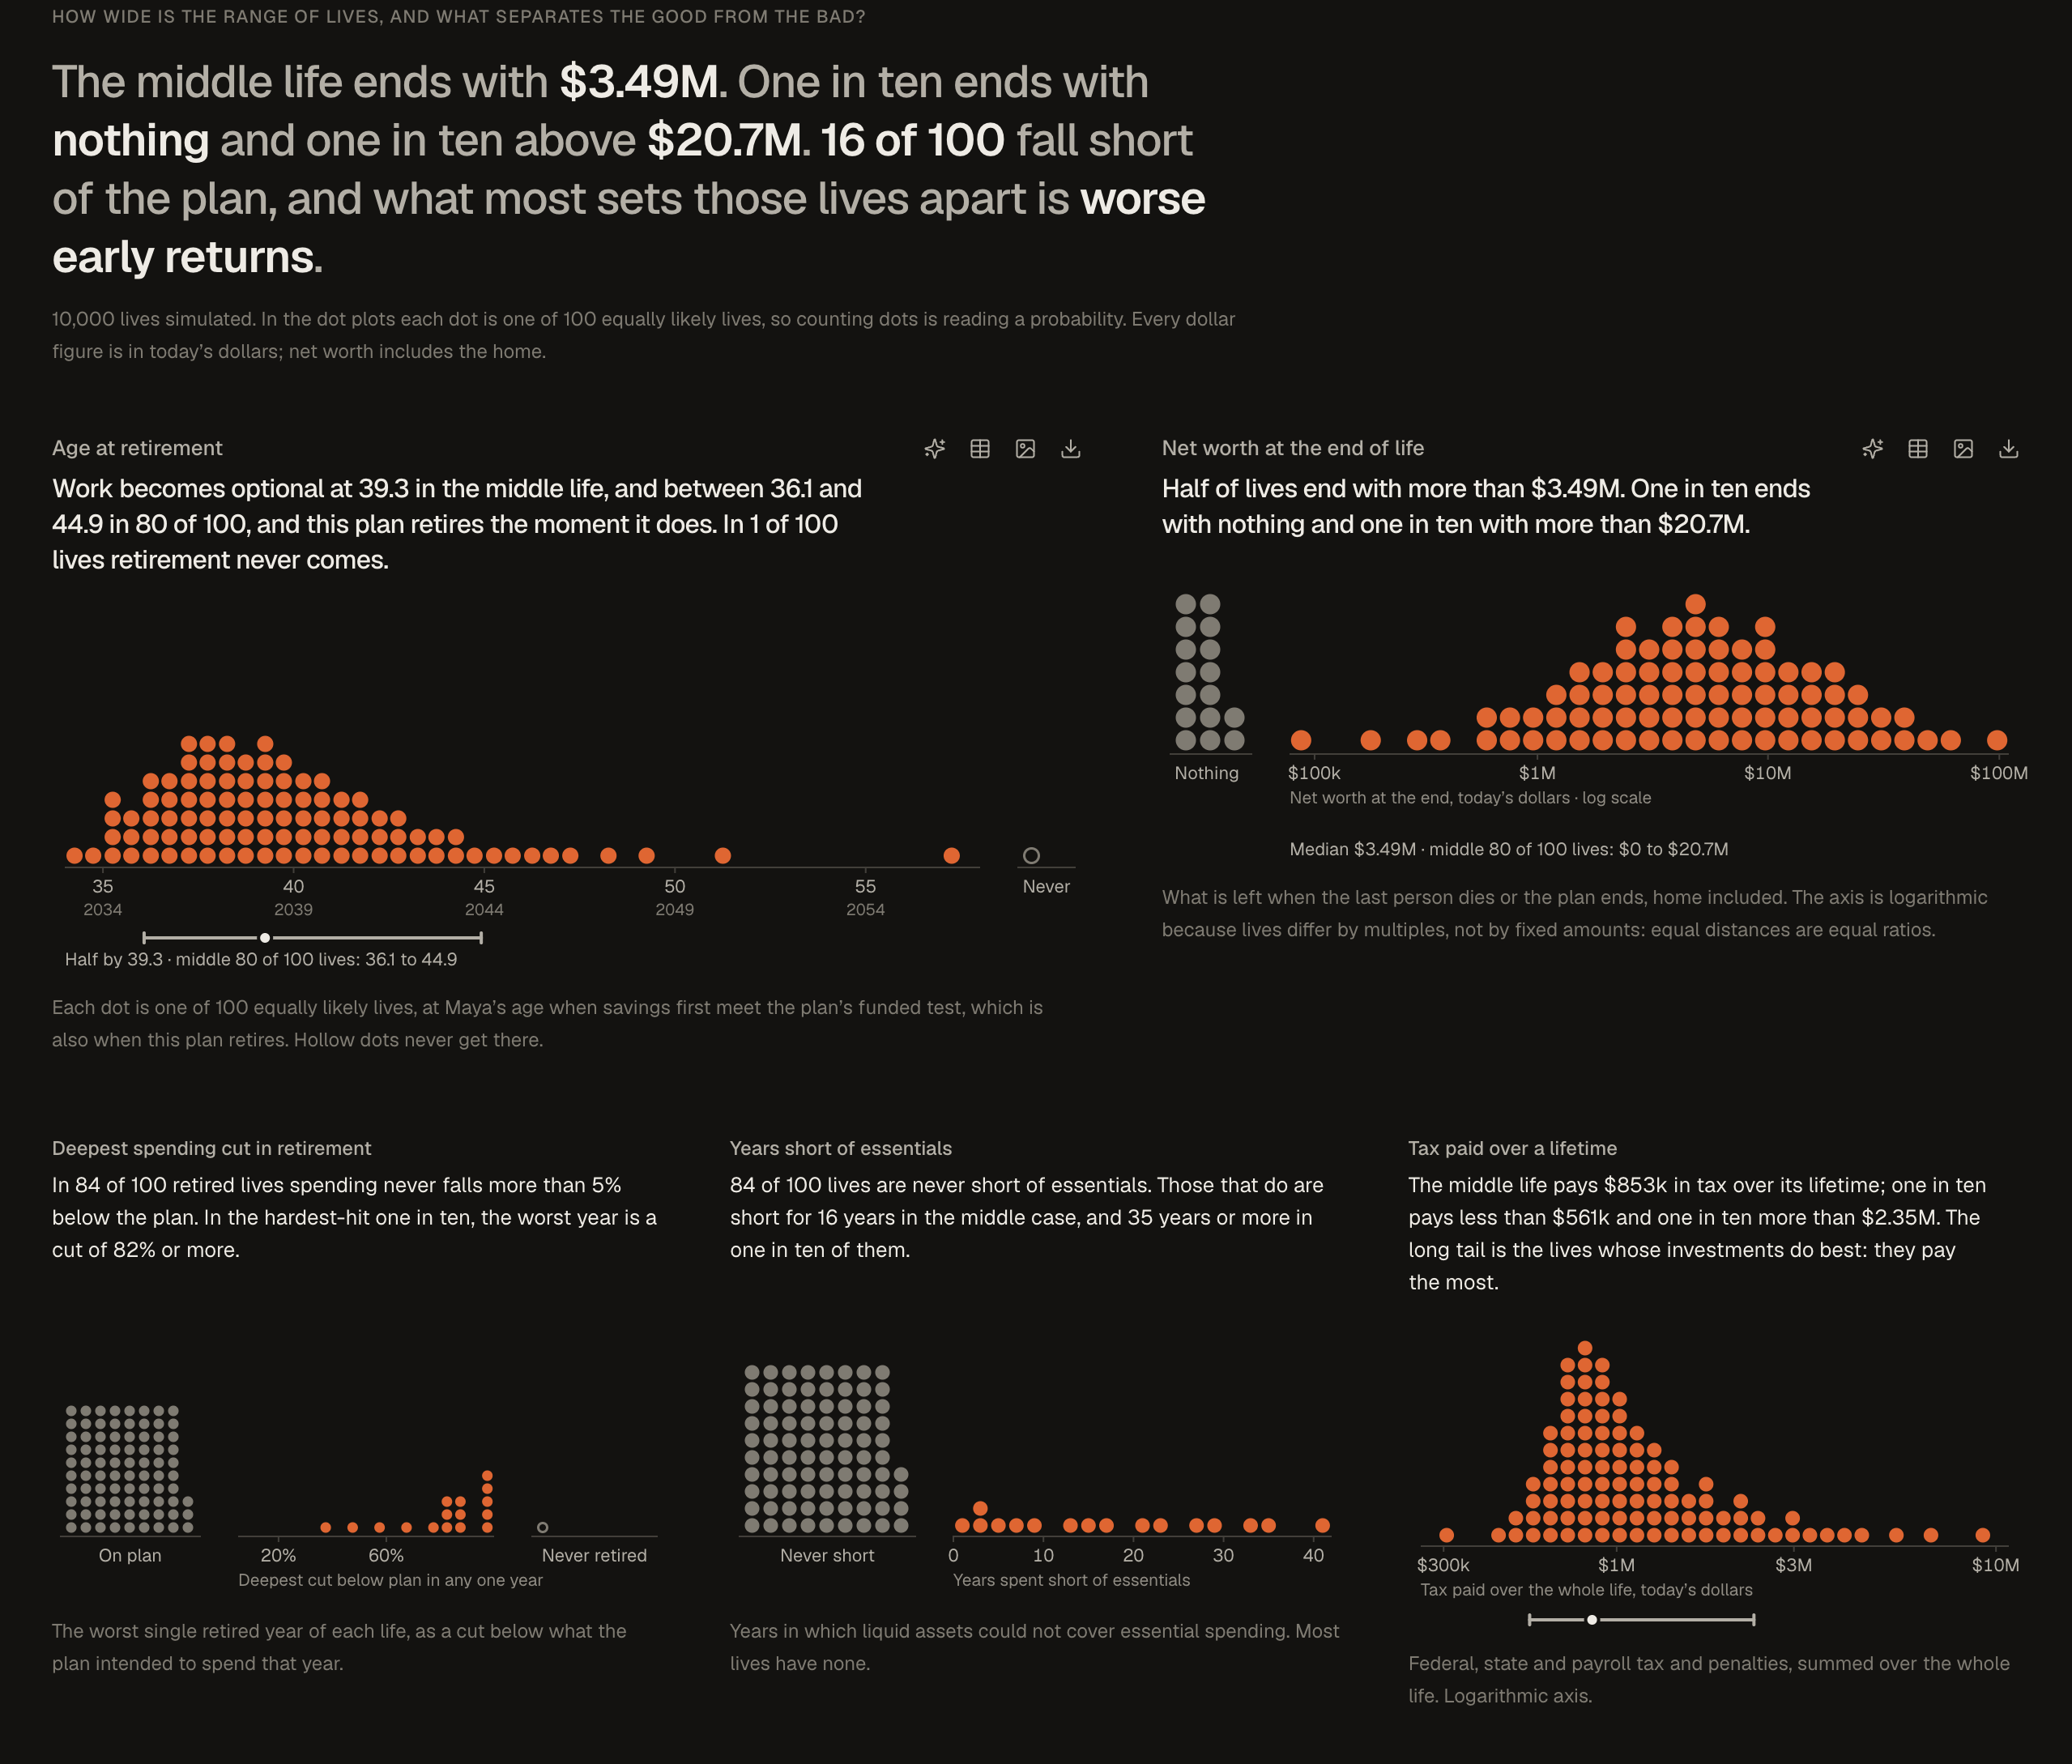 HOW WIDE IS THE RANGE OF LIVES, AND WHAT SEPARATES THE GOOD FROM THE BAD?
The middle life ends with $3.49M. One in ten ends with
nothing and one in ten above $20.7M. 16 of 100 fall short
of the plan, and what most sets those lives apart is worse
early returns.
10,000 lives simulated. In the dot plots each dot is one of 100 equally likely lives, so counting dots is reading a probability. Every dollar
figure is in today’s dollars; net worth includes the home.
Age at retirement
Work becomes optional at 39.3 in the middle life, and between 36.1 and
44.9 in 80 of 100, and this plan retires the moment it does. In 1 of 100
lives retirement never comes.
35 40 45 50 55 Never
2034 2039 2044 2049 2054
Half by 39.3 · middle 80 of 100 lives: 36.1 to 44.9
Each dot is one of 100 equally likely lives, at Maya’s age when savings first meet the plan’s funded test, which is
also when this plan retires. Hollow dots never get there.
Net worth at the end of life
Half of lives end with more than $3.49M. One in ten ends
with nothing and one in ten with more than $20.7M.
Nothing $100k $1M $10M $100M
Net worth at the end, today’s dollars · log scale
Median $3.49M · middle 80 of 100 lives: $0 to $20.7M
What is left when the last person dies or the plan ends, home included. The axis is logarithmic
because lives differ by multiples, not by fixed amounts: equal distances are equal ratios.
Deepest spending cut in retirement
In 84 of 100 retired lives spending never falls more than 5%
below the plan. In the hardest-hit one in ten, the worst year is a
cut of 82% or more.
On plan 20% 60% Never retired
Deepest cut below plan in any one year
The worst single retired year of each life, as a cut below what the
plan intended to spend that year.
Years short of essentials
84 of 100 lives are never short of essentials. Those that do are
short for 16 years in the middle case, and 35 years or more in
one in ten of them.
Never short 0 10 20 30 40
Years spent short of essentials
Years in which liquid assets could not cover essential spending. Most
lives have none.
Tax paid over a lifetime
The middle life pays $853k in tax over its lifetime; one in ten
pays less than $561k and one in ten more than $2.35M. The
long tail is the lives whose investments do best: they pay
the most.
$300k $1M $3M $10M
Tax paid over the whole life, today’s dollars
Federal, state and payroll tax and penalties, summed over the whole
life. Logarithmic axis.